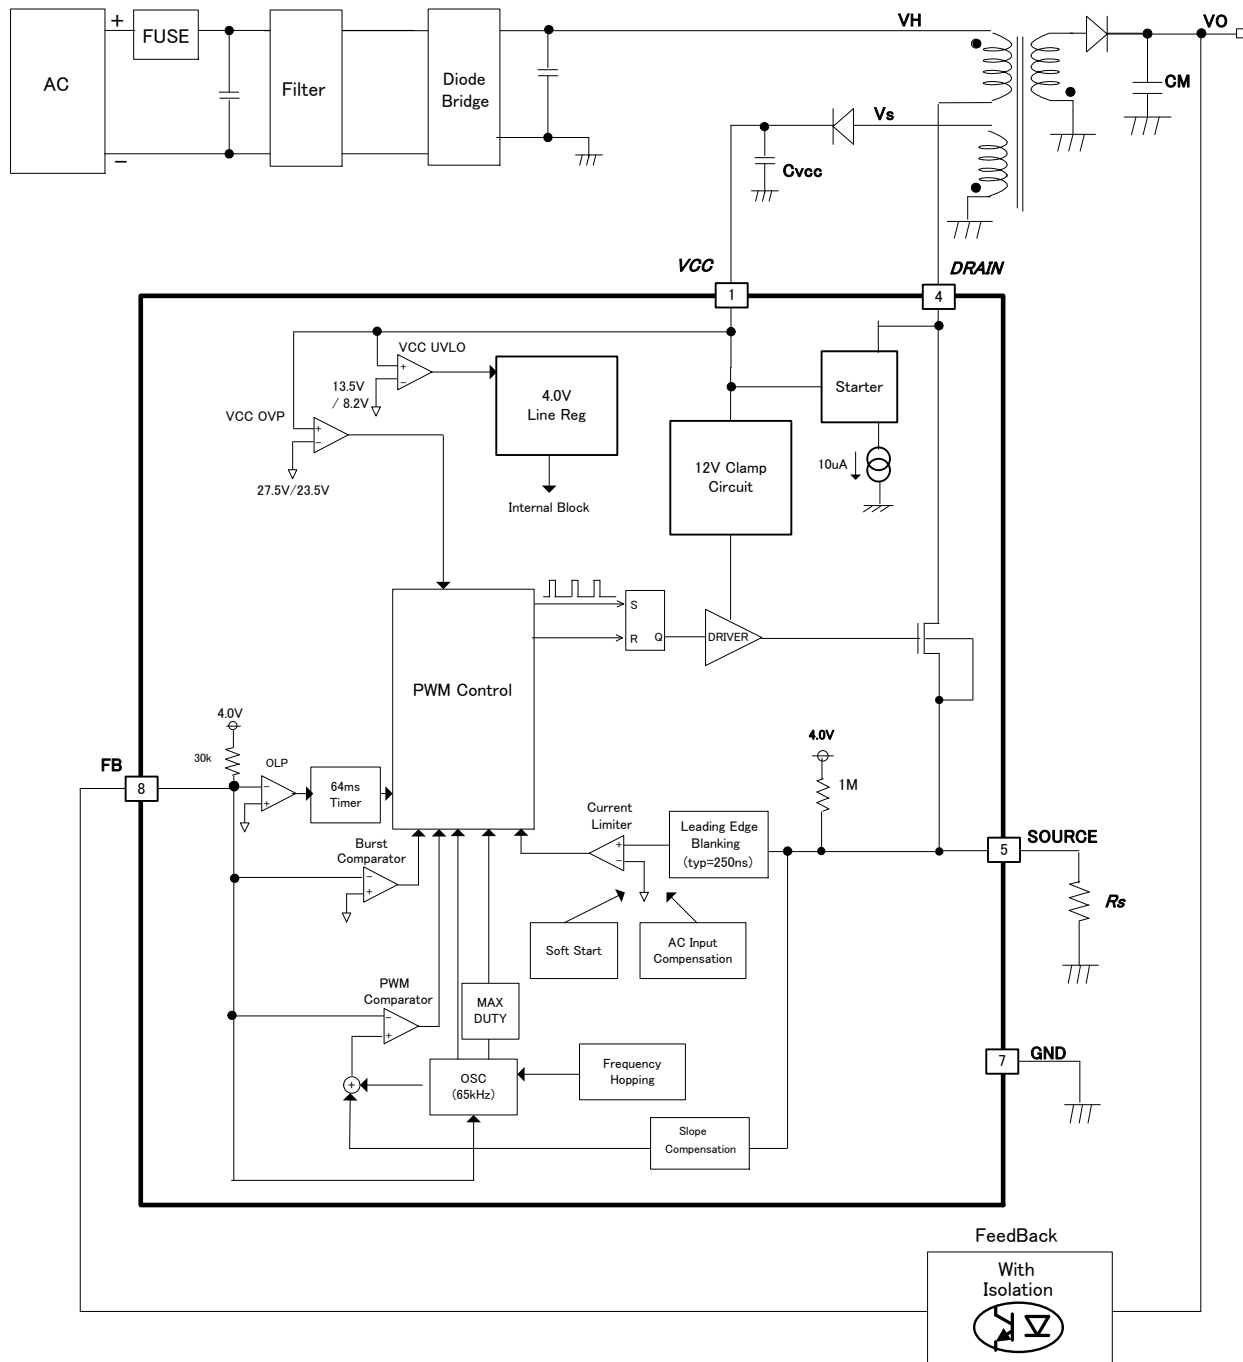 AC
+
−
FUSE
Filter
Diode
Bridge
VH
VO
CM
Vs
Cvcc
VCC
DRAIN
1
4
VCC UVLO
+
−
13.5V
/ 8.2V
4.0V
Line Reg
Starter
VCC OVP
+
−
27.5V/23.5V
Internal Block
12V Clamp
Circuit
10uA
S
R
Q
DRIVER
PWM Control
4.0V
30k
FB
8
OLP
−
+
64ms
Timer
4.0V
1M
Current
Limiter
+
−
Leading Edge
Blanking
(typ=250ns)
5
SOURCE
Rs
Burst
Comparator
−
+
Soft Start
AC Input
Compensation
PWM
Comparator
−
+
MAX
DUTY
+
OSC
(65kHz)
Frequency
Hopping
7
GND
Slope
Compensation
FeedBack
With
Isolation